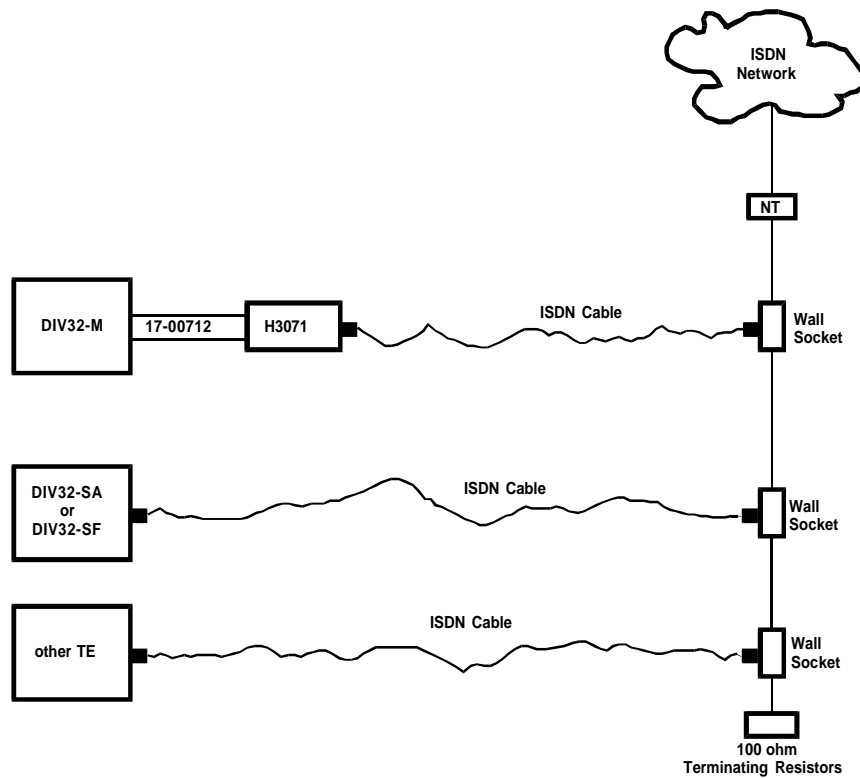 ISDN
Network
NT
DIV32-M
17-00712
H3071
ISDN Cable
Wall
Socket
DIV32-SA
or
DIV32-SF
ISDN Cable
Wall
Socket
other TE
ISDN Cable
Wall
Socket
100 ohm
Terminating Resistors